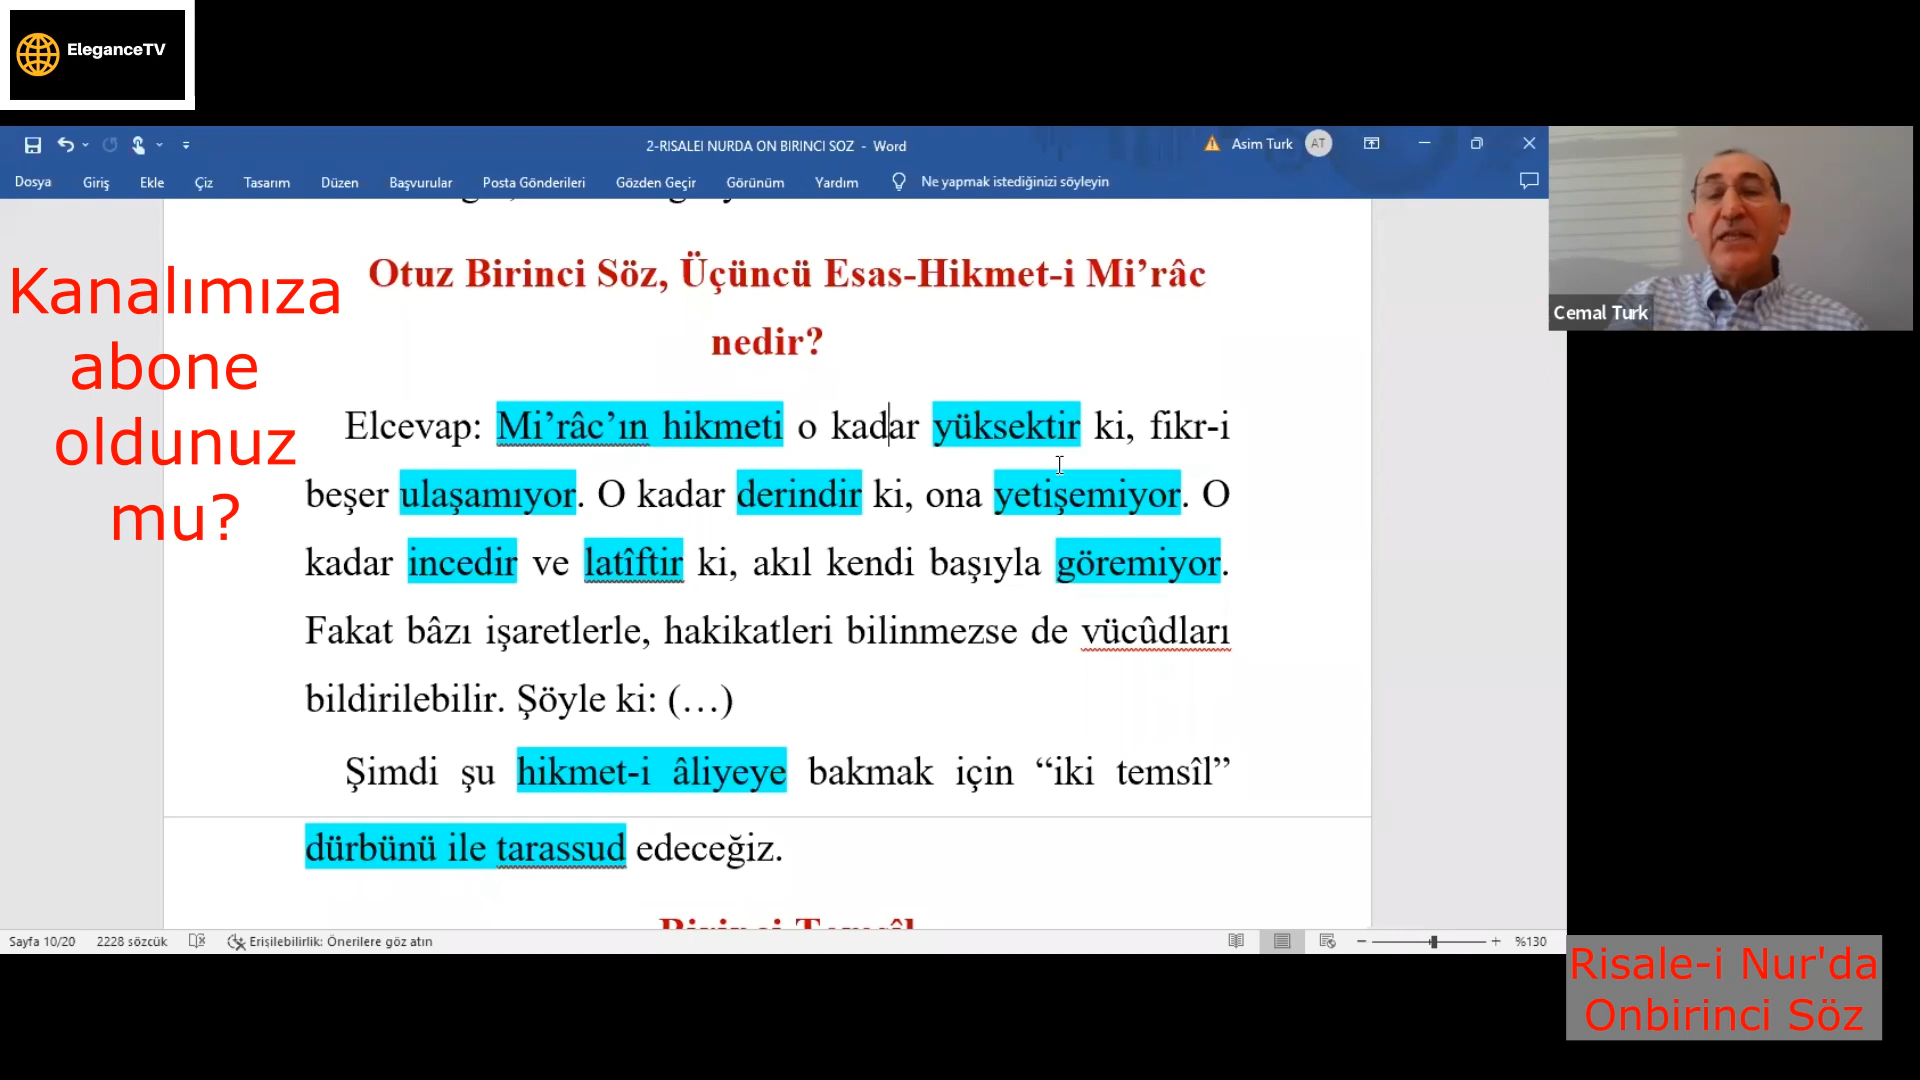 EleganceTV
2-RISALEI NURDA ON BIRINCI SOZ - Word
Asim Turk
AT
Dosya Giriş Ekle Çiz Tasarım Düzen Başvurular Posta Gönderileri Gözden Geçir Görünüm Yardım Ne yapmak istediğinizi söyleyin
Kanalımıza
abone
oldunuz
mu?
Otuz Birinci Söz, Üçüncü Esas-Hikmet-i Mi’râc
nedir?
Elcevap: Mi’râc’ın hikmeti o kadar yüksektir ki, fikr-i
beşer ulaşamıyor. O kadar derindir ki, ona yetişemiyor. O
kadar incedir ve latîftir ki, akıl kendi başıyla göremiyor.
Fakat bâzı işaretlerle, hakikatleri bilinmezse de vücûdları
bildirilebilir. Şöyle ki: (…)
Şimdi şu hikmet-i âliyeye bakmak için “iki temsîl”
dürbünü ile tarassud edeceğiz.
Birinci Temsîl
Cemal Turk
Sayfa 10/20 2228 sözcük Erişilebilirlik: Önerilere göz atın %130
Risale-i Nur'da
Onbirinci Söz